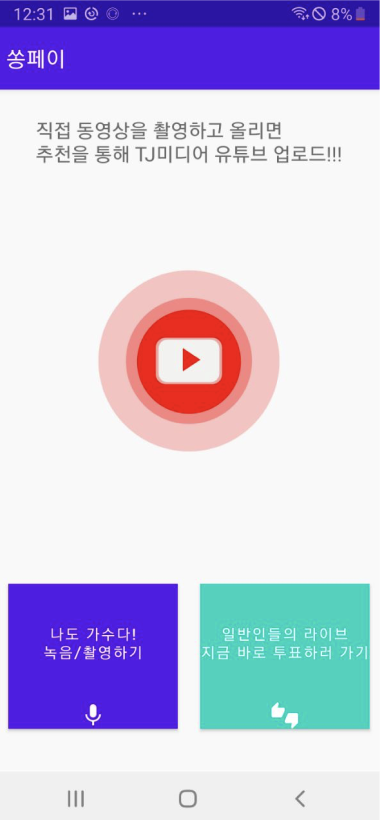 12:31 ... 8%
쏭페이
직접 동영상을 촬영하고 올리면
추천을 통해 TJ미디어 유튜브 업로드!!!
나도 가수다!
녹음/촬영하기
일반인들의 라이브
지금 바로 투표하러 가기